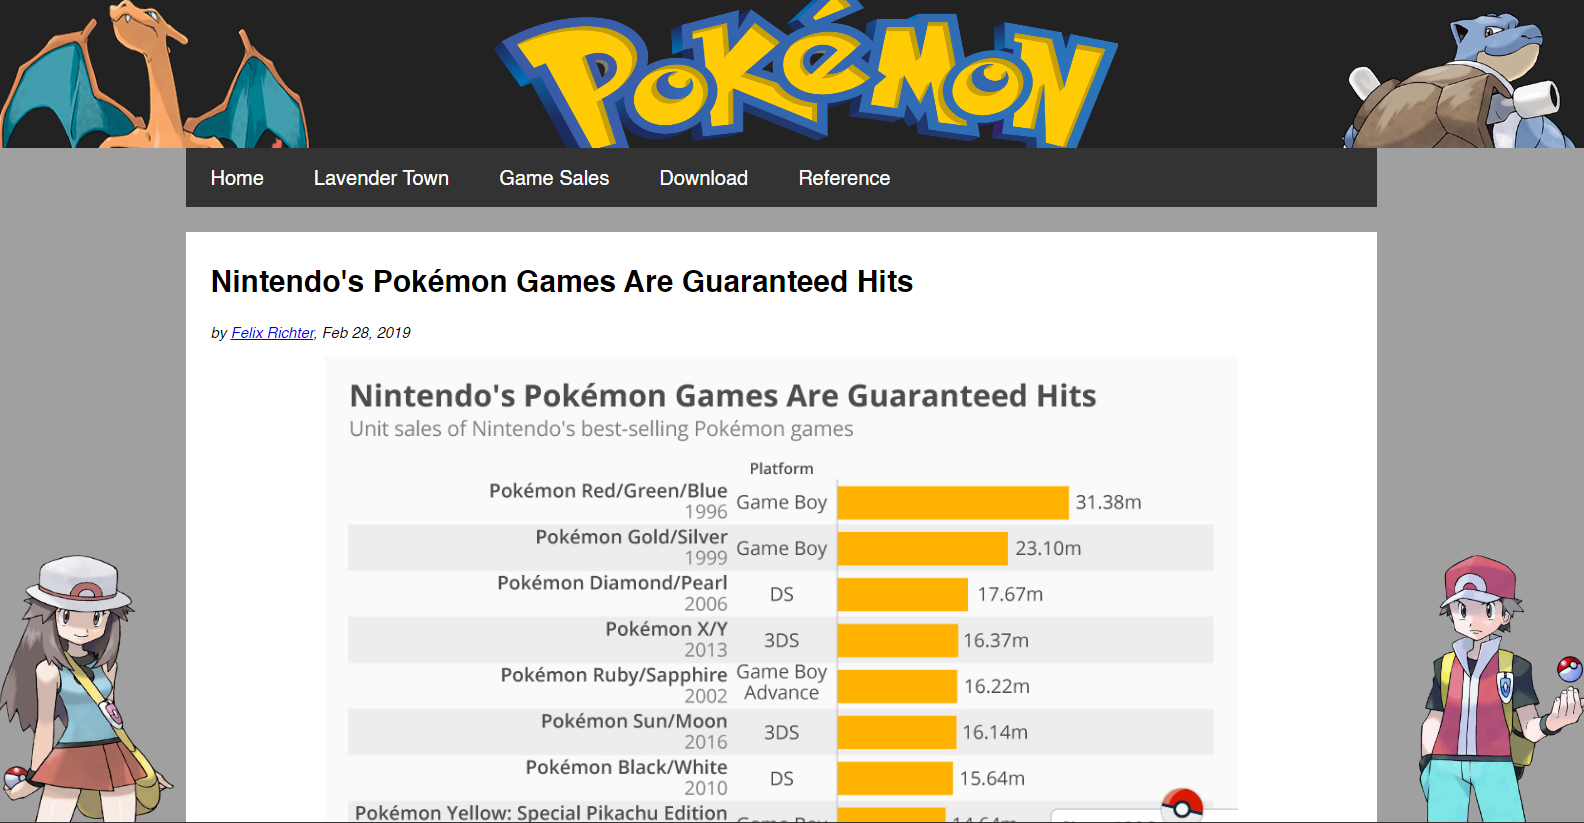 POKéMON
Home Lavender Town Game Sales Download Reference
Nintendo's Pokémon Games Are Guaranteed Hits
by Felix Richter, Feb 28, 2019
Nintendo's Pokémon Games Are Guaranteed Hits
Unit sales of Nintendo's best-selling Pokémon games
Platform
Pokémon Red/Green/Blue
1996 Game Boy 31.38m
Pokémon Gold/Silver
1999 Game Boy 23.10m
Pokémon Diamond/Pearl
2006 DS 17.67m
Pokémon X/Y
2013 3DS 16.37m
Pokémon Ruby/Sapphire
2002 Game Boy Advance 16.22m
Pokémon Sun/Moon
2016 3DS 16.14m
Pokémon Black/White
2010 DS 15.64m
Pokémon Yellow: Special Pikachu Edition
Game Boy 14.64m